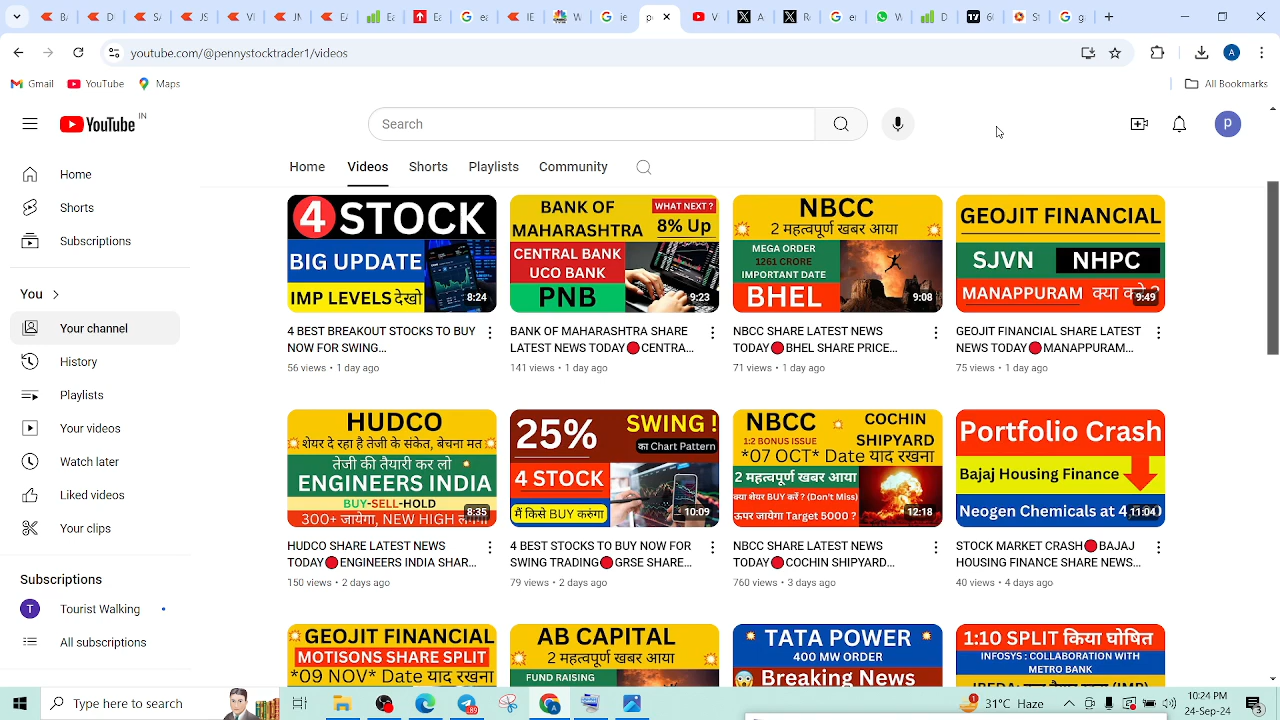 youtube.com/@pennystocktrader1/videos
Gmail
YouTube
Maps
All Bookmarks
YouTube IN
Search
Home
Videos
Shorts
Playlists
Community
Home
Shorts
Subscriptions
You
Your channel
History
Playlists
Your videos
Watch later
Liked videos
Your clips
Subscriptions
Tourist Walking
All subscriptions
4 STOCK
BIG UPDATE
IMP LEVELS देखो
8:24
4 BEST BREAKOUT STOCKS TO BUY
NOW FOR SWING...
56 views • 1 day ago
BANK OF
MAHARASHTRA
WHAT NEXT ?
8% Up
CENTRAL BANK
UCO BANK
PNB
9:23
BANK OF MAHARASHTRA SHARE
LATEST NEWS TODAY🔴CENTRA...
141 views • 1 day ago
NBCC
2 महत्वपूर्ण खबर आया
MEGA ORDER
1261 CRORE
IMPORTANT DATE
BHEL
9:08
NBCC SHARE LATEST NEWS
TODAY🔴BHEL SHARE PRICE...
71 views • 1 day ago
GEOJIT FINANCIAL
SJVN NHPC
MANAPPURAM क्या करे ?
9:49
GEOJIT FINANCIAL SHARE LATEST
NEWS TODAY🔴MANAPPURAM...
75 views • 1 day ago
HUDCO
शेयर दे रहा है तेजी के संकेत, बेचना मत
तेजी की तैयारी कर लो
ENGINEERS INDIA
BUY-SELL-HOLD
300+ जायेगा, NEW HIGH
8:35
HUDCO SHARE LATEST NEWS
TODAY🔴ENGINEERS INDIA SHAR...
150 views • 2 days ago
25%
SWING !
का Chart Pattern
4 STOCK
मैं किसे BUY करुंगा
10:09
4 BEST STOCKS TO BUY NOW FOR
SWING TRADING🔴GRSE SHARE...
79 views • 2 days ago
NBCC
COCHIN
SHIPYARD
1:2 BONUS ISSUE
*07 OCT* Date याद रखना
2 महत्वपूर्ण खबर आया
क्या शेयर BUY करें ? (Don't Miss)
ऊपर जायेगा Target 5000 ?
12:18
NBCC SHARE LATEST NEWS
TODAY🔴COCHIN SHIPYARD...
760 views • 3 days ago
Portfolio Crash
Bajaj Housing Finance
Neogen Chemicals at
11:04
STOCK MARKET CRASH🔴BAJAJ
HOUSING FINANCE SHARE NEWS...
40 views • 4 days ago
GEOJIT FINANCIAL
MOTISONS SHARE SPLIT
*09 NOV* Date याद रखना
AB CAPITAL
2 महत्वपूर्ण खबर आया
FUND RAISING
TATA POWER
400 MW ORDER
Breaking News
1:10 SPLIT किया घोषित
INFOSYS : COLLABORATION WITH
METRO BANK
Type here to search
31°C Haze
10:24 PM
24-Sep-24